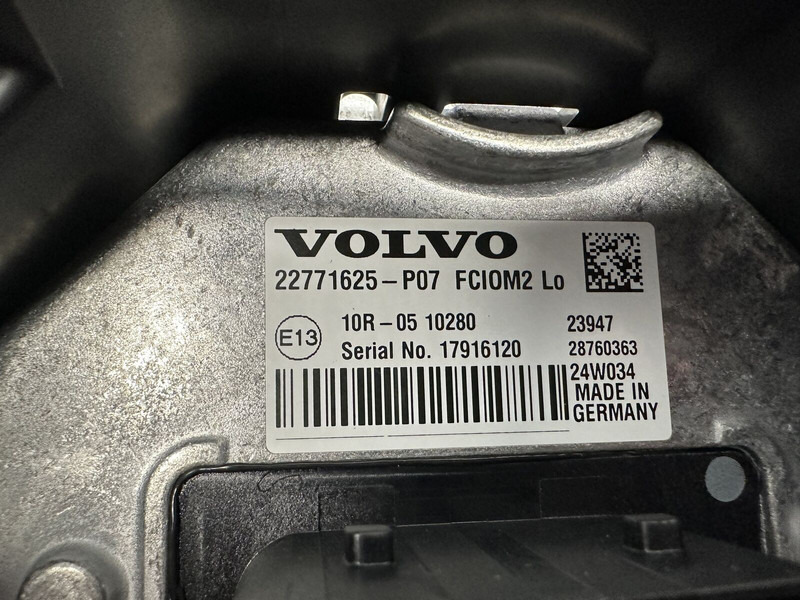 VOLVO
22771625-P07 FCIOM2 Lo
E13
10R-05 10280
23947
Serial No. 17916120
28760363
24W034
MADE IN
GERMANY